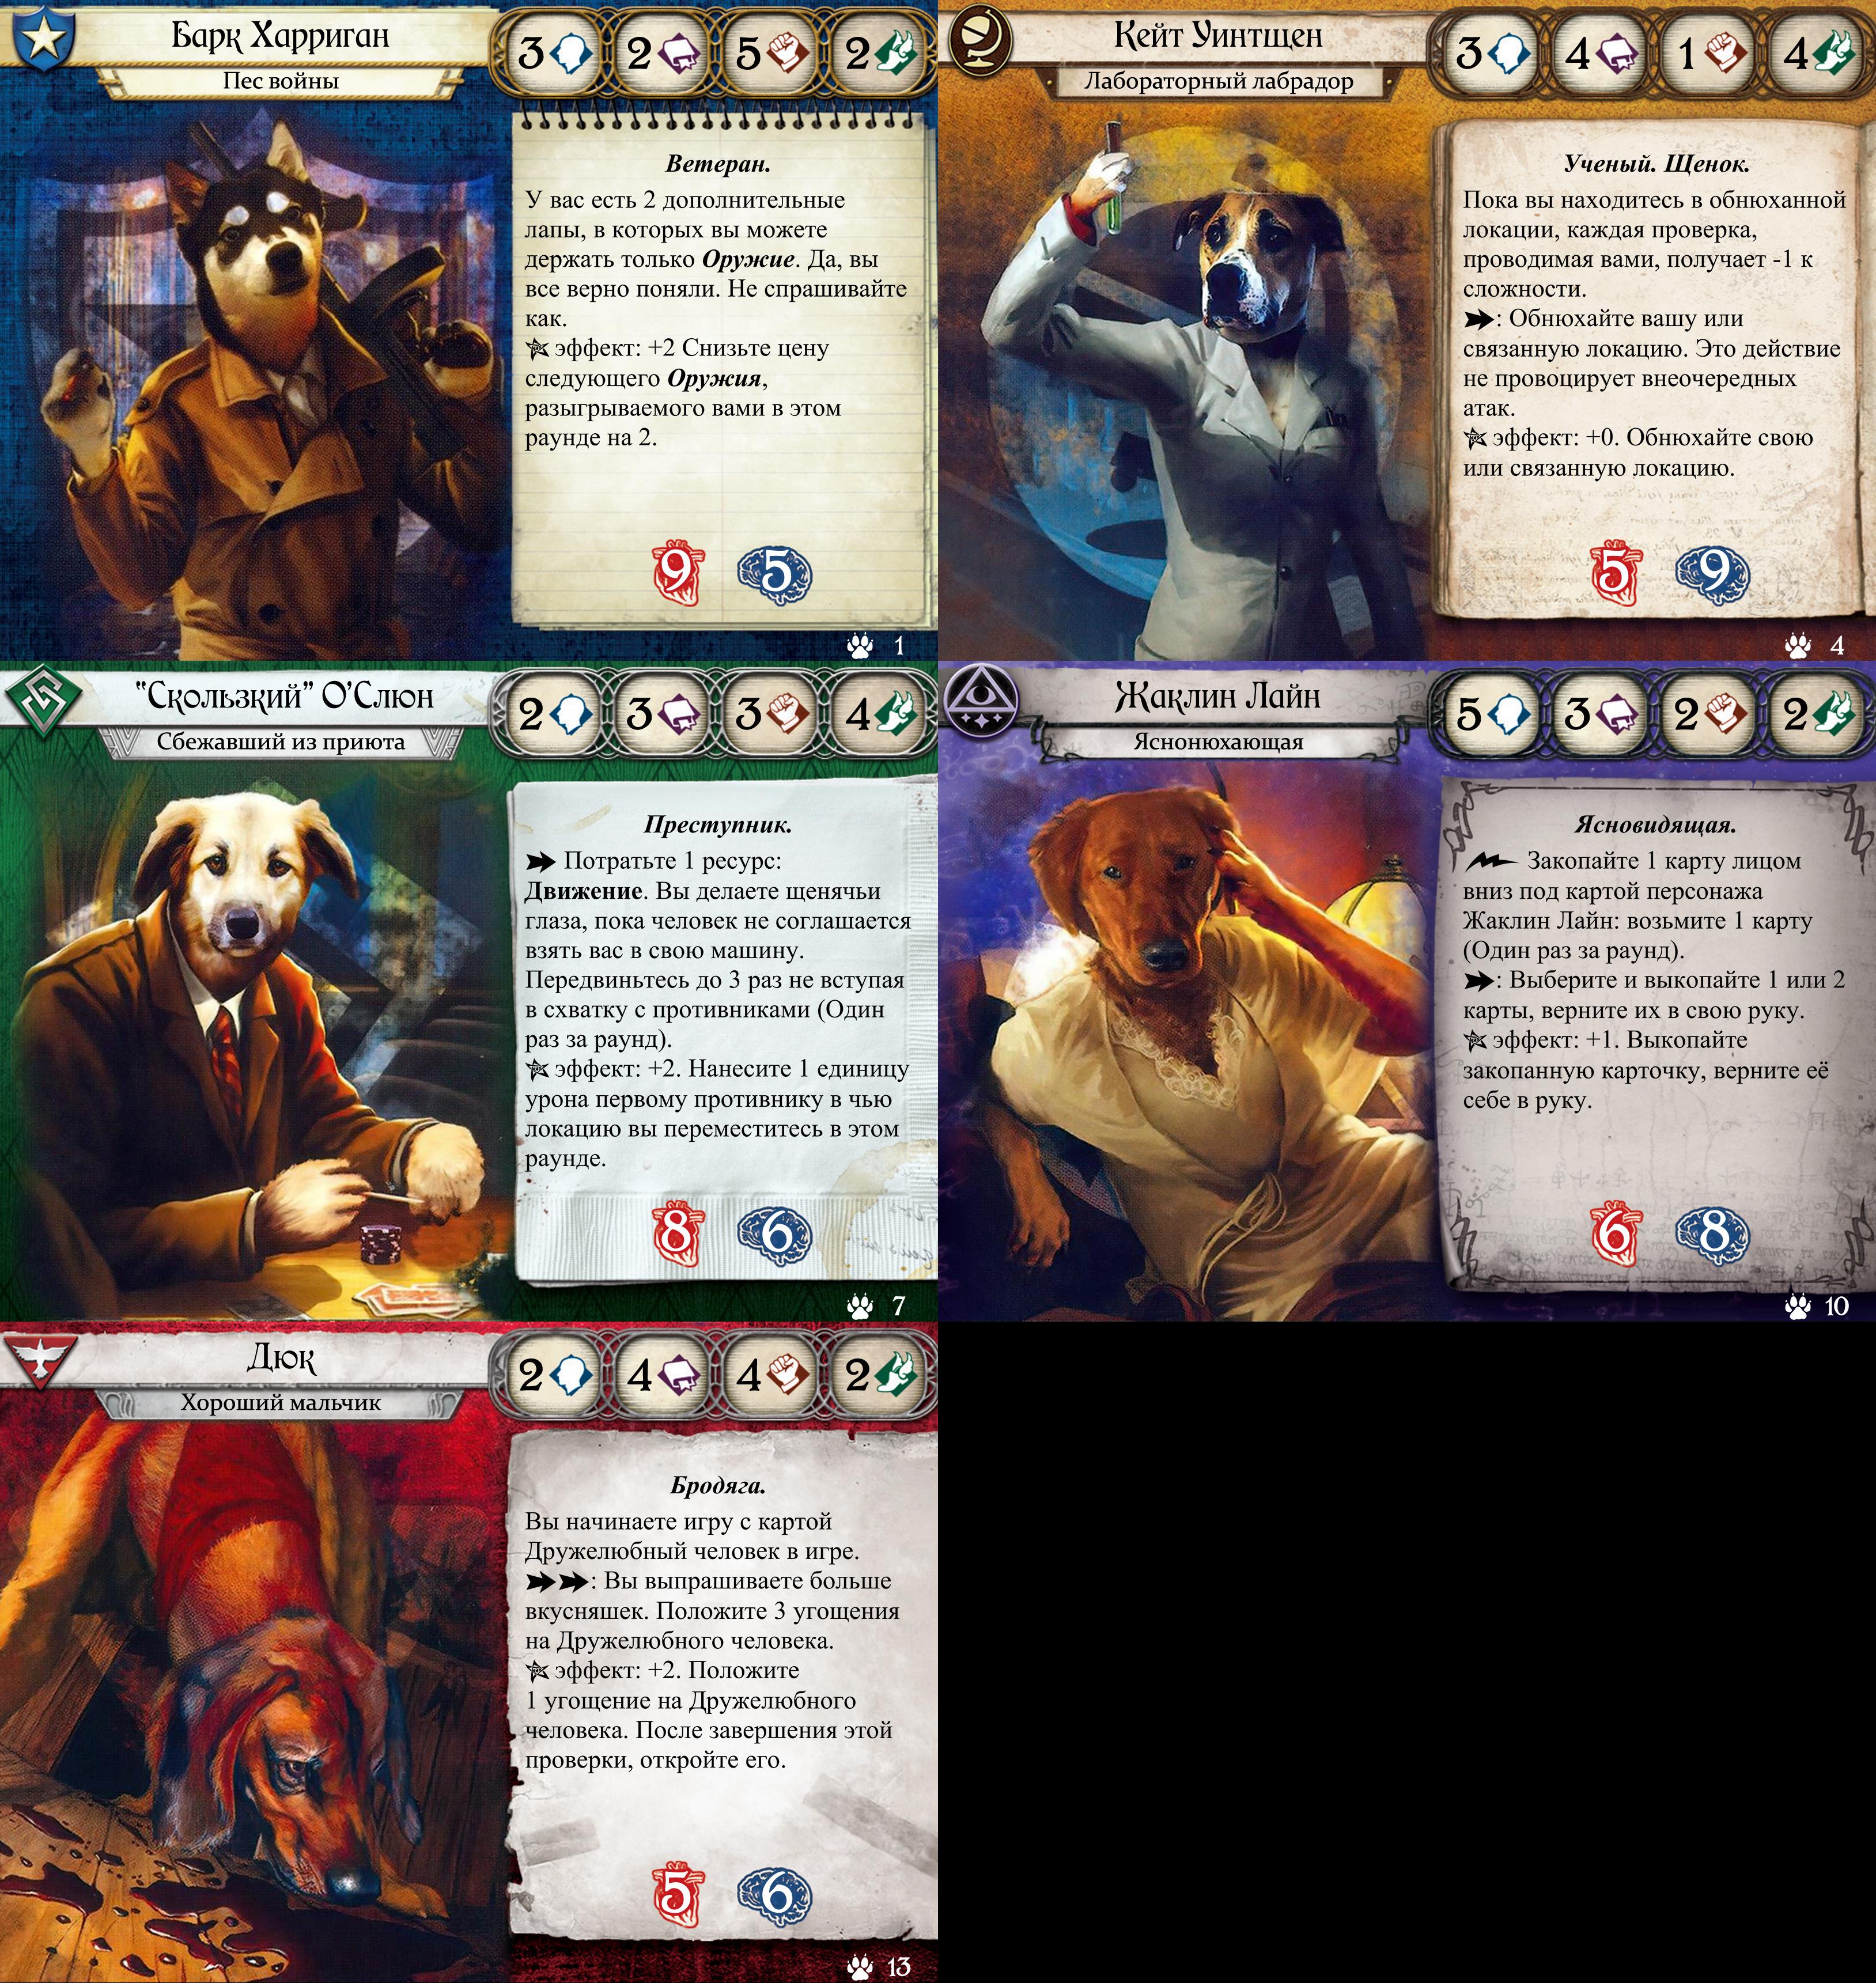 Барк Харриган
Пес войны
3 2 5 2
Ветеран.
У вас есть 2 дополнительные
лапы, в которых вы можете
держать только Оружие. Да, вы
все верно поняли. Не спрашивайте
как.
эффект: +2 Снизьте цену
следующего Оружия,
разыгрываемого вами в этом
раунде на 2.
9 5
1
Кейт Уинтщен
Лабораторный лабрадор
3 4 1 4
Ученый. Щенок.
Пока вы находитесь в обнюханной
локации, каждая проверка,
проводимая вами, получает -1 к
сложности.
: Обнюхайте вашу или
связанную локацию. Это действие
не провоцирует внеочередных
атак.
эффект: +0. Обнюхайте свою
или связанную локацию.
5 9
4
"Скользкий" О'Слюн
Сбежавший из приюта
2 3 3 4
Преступник.
Потратьте 1 ресурс:
Движение. Вы делаете щенячьи
глаза, пока человек не соглашается
взять вас в свою машину.
Передвиньтесь до 3 раз не вступая
в схватку с противниками (Один
раз за раунд).
эффект: +2. Нанесите 1 единицу
урона первому противнику в чью
локацию вы переместитесь в этом
раунде.
8 6
7
Жаклин Лайн
Яснонюхающая
5 3 2 2
Ясновидящая.
Закопайте 1 карту лицом
вниз под картой персонажа
Жаклин Лайн: возьмите 1 карту
(Один раз за раунд).
: Выберите и выкопайте 1 или 2
карты, верните их в свою руку.
эффект: +1. Выкопайте
закопанную карточку, верните её
себе в руку.
6 8
10
Дюк
Хороший мальчик
2 4 4 2
Бродяга.
Вы начинаете игру с картой
Дружелюбный человек в игре.
: Вы выпрашиваете больше
вкусняшек. Положите 3 угощения
на Дружелюбного человека.
эффект: +2. Положите
1 угощение на Дружелюбного
человека. После завершения этой
проверки, откройте его.
5 6
13